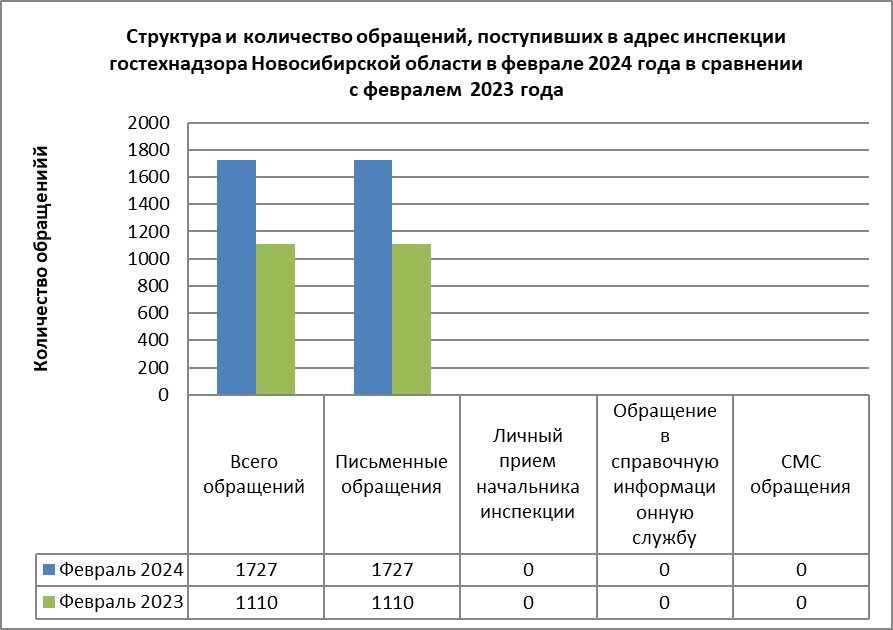 Структура и количество обращений, поступивших в адрес инспекции
гостехнадзора Новосибирской области в феврале 2024 года в сравнении
с февралем 2023 года
Количество обращенийй
2000
1800
1600
1400
1200
1000
800
600
400
200
0
Всего
обращений
Письменные
обращения
Личный
прием
начальника
инспекции
Обращение
в
справочную
информаци
онную
службу
СМС
обращения
Февраль 2024 1727 1727 0 0 0
Февраль 2023 1110 1110 0 0 0